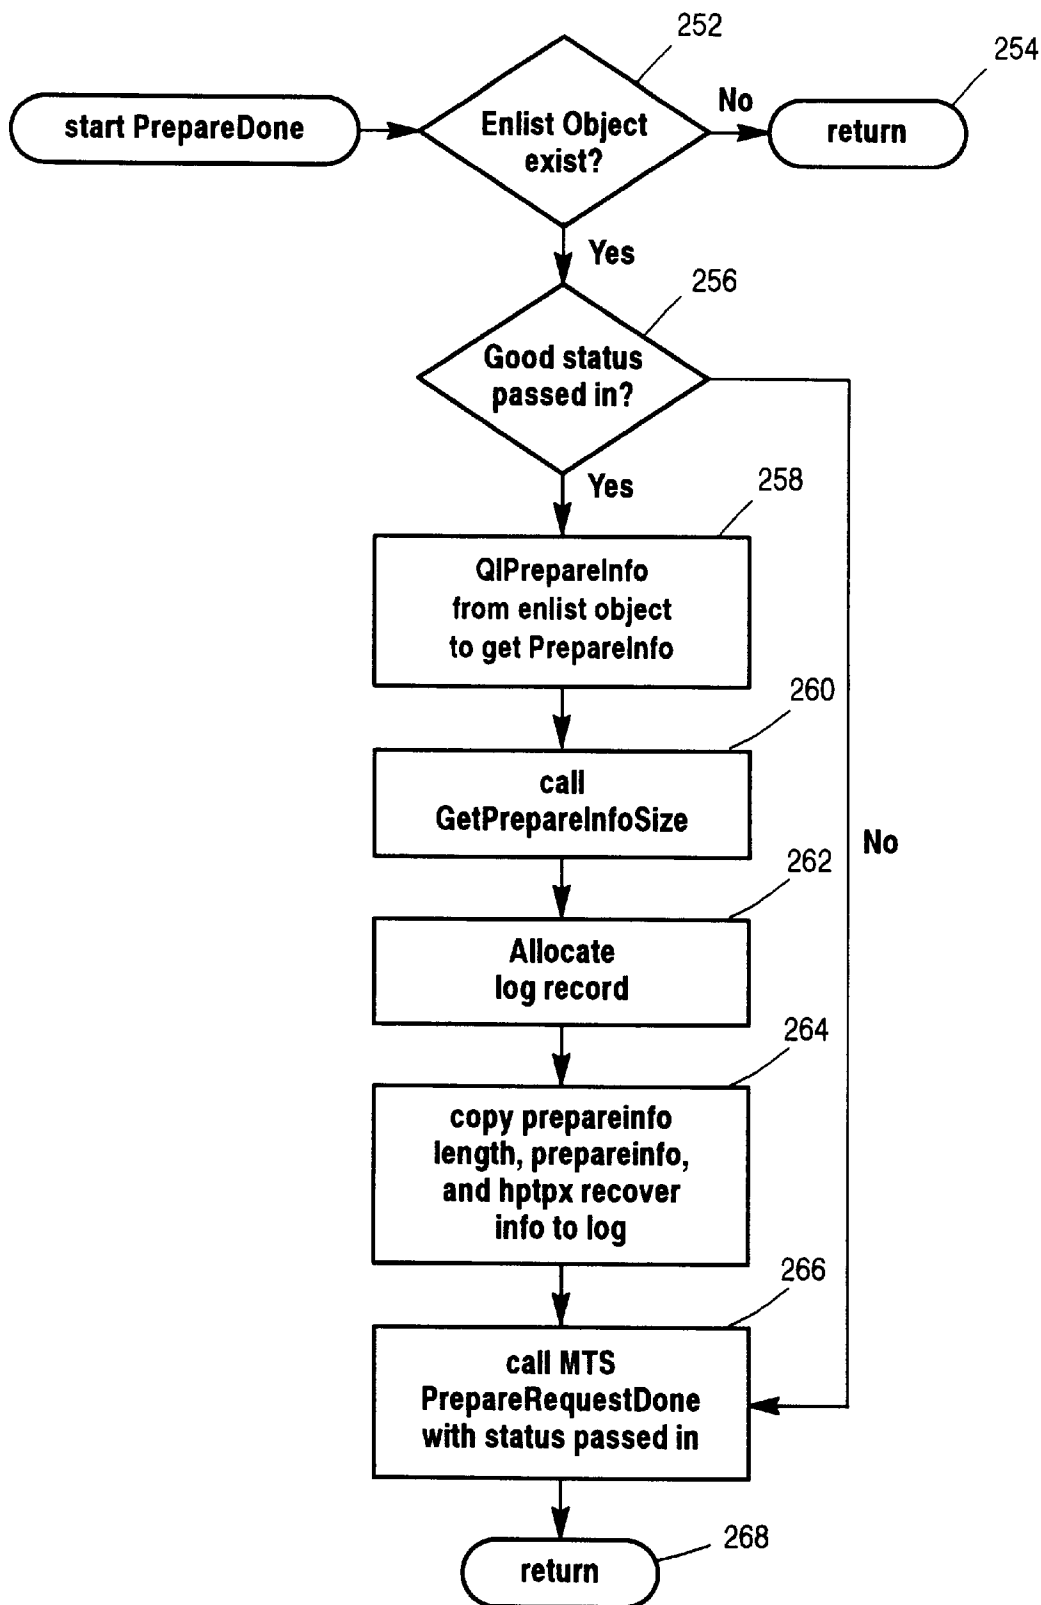 252
254
start PrepareDone
Enlist Object
exist?
No
return
Yes
256
Good status
passed in?
Yes
258
QIPrepareInfo
from enlist object
to get PrepareInfo
260
call
GetPrepareInfoSize
No
262
Allocate
log record
264
copy prepareinfo
length, prepareinfo,
and hptpx recover
info to log
266
call MTS
PrepareRequestDone
with status passed in
268
return